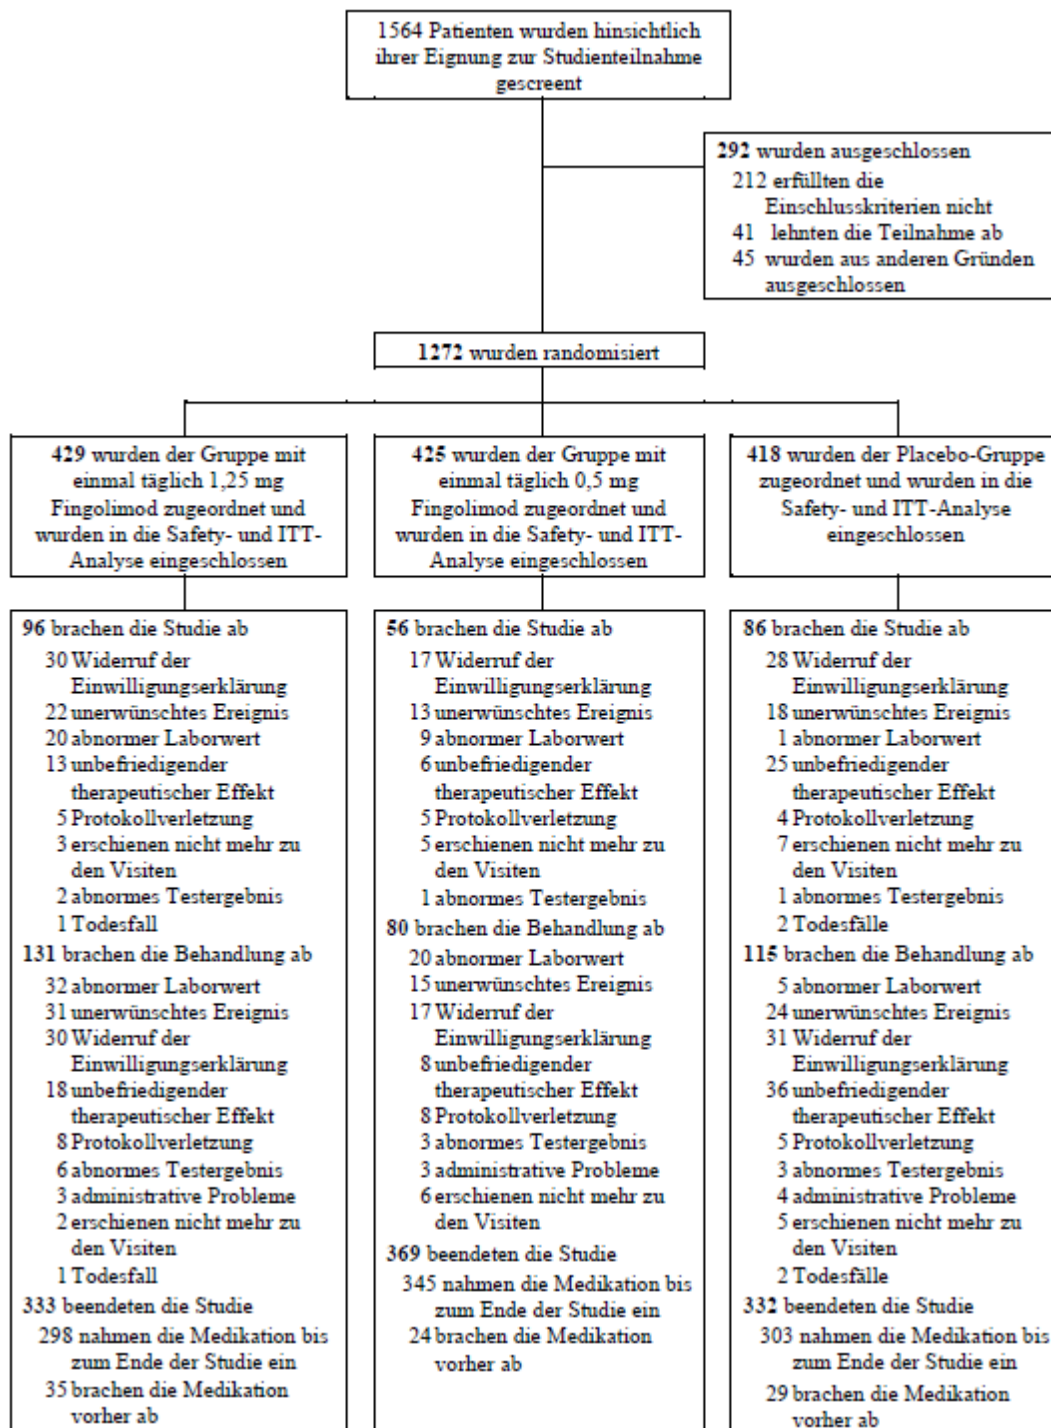 1564 Patienten wurden hinsichtlich
ihrer Eignung zur Studienteilnahme
gescreent
292 wurden ausgeschlossen
212 erfüllten die
Einschlusskriterien nicht
41 lehnten die Teilnahme ab
45 wurden aus anderen Gründen
ausgeschlossen
1272 wurden randomisiert
429 wurden der Gruppe mit
einmal täglich 1,25 mg
Fingolimod zugeordnet und
wurden in die Safety- und ITT-
Analyse eingeschlossen
425 wurden der Gruppe mit
einmal täglich 0,5 mg
Fingolimod zugeordnet und
wurden in die Safety- und ITT-
Analyse eingeschlossen
418 wurden der Placebo-Gruppe
zugeordnet und wurden in die
Safety- und ITT-Analyse
eingeschlossen
96 brachen die Studie ab
30 Widerruf der
Einwilligungserklärung
22 unerwünschtes Ereignis
20 abnormer Laborwert
13 unbefriedigender
therapeutischer Effekt
5 Protokollverletzung
3 erschienen nicht mehr zu
den Visiten
2 abnormes Testergebnis
1 Todesfall
131 brachen die Behandlung ab
32 abnormer Laborwert
31 unerwünschtes Ereignis
30 Widerruf der
Einwilligungserklärung
18 unbefriedigender
therapeutischer Effekt
8 Protokollverletzung
6 abnormes Testergebnis
3 administrative Probleme
2 erschienen nicht mehr zu
den Visiten
1 Todesfall
333 beendeten die Studie
298 nahmen die Medikation bis
zum Ende der Studie ein
35 brachen die Medikation
vorher ab
56 brachen die Studie ab
17 Widerruf der
Einwilligungserklärung
13 unerwünschtes Ereignis
9 abnormer Laborwert
6 unbefriedigender
therapeutischer Effekt
5 Protokollverletzung
5 erschienen nicht mehr zu
den Visiten
1 abnormes Testergebnis
80 brachen die Behandlung ab
20 abnormer Laborwert
15 unerwünschtes Ereignis
17 Widerruf der
Einwilligungserklärung
8 unbefriedigender
therapeutischer Effekt
8 Protokollverletzung
3 abnormes Testergebnis
3 administrative Probleme
6 erschienen nicht mehr zu
den Visiten
369 beendeten die Studie
345 nahmen die Medikation bis
zum Ende der Studie ein
24 brachen die Medikation
vorher ab
86 brachen die Studie ab
28 Widerruf der
Einwilligungserklärung
18 unerwünschtes Ereignis
1 abnormer Laborwert
25 unbefriedigender
therapeutischer Effekt
4 Protokollverletzung
7 erschienen nicht mehr zu
den Visiten
1 abnormes Testergebnis
2 Todesfälle
115 brachen die Behandlung ab
5 abnormer Laborwert
24 unerwünschtes Ereignis
31 Widerruf der
Einwilligungserklärung
36 unbefriedigender
therapeutischer Effekt
5 Protokollverletzung
3 abnormes Testergebnis
4 administrative Probleme
5 erschienen nicht mehr zu
den Visiten
2 Todesfälle
332 beendeten die Studie
303 nahmen die Medikation bis
zum Ende der Studie ein
29 brachen die Medikation
vorher ab